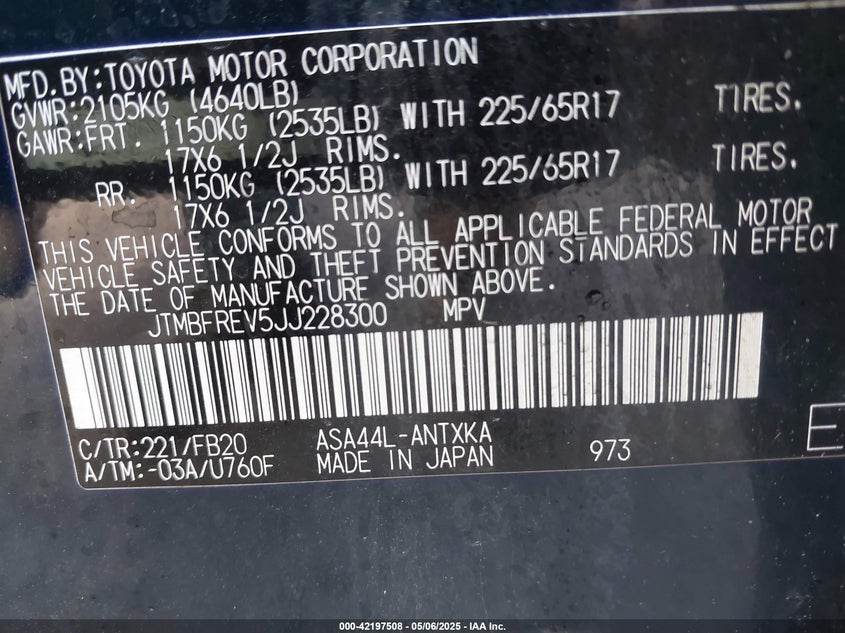 MFD.BY:TOYOTA MOTOR CORPORATION
GVWR:2105KG (4640LB)
GAWR:FRT. 1150KG (2535LB) WITH 225/65R17 TIRES.
17X6 1/2J RIMS.
RR. 1150KG (2535LB) WITH 225/65R17 TIRES.
17X6 1/2J RIMS.
THIS VEHICLE CONFORMS TO ALL APPLICABLE FEDERAL MOTOR
VEHICLE SAFETY AND THEFT PREVENTION STANDARDS IN EFFECT
THE DATE OF MANUFACTURE SHOWN ABOVE.
JTMBFREV5JJ228300 MPV
C/TR:221/FB20 ASA44L-ANTXKA
A/TM:-03A/U760F MADE IN JAPAN 973
E
000-42197508 - 05/06/2025 - IAA Inc.